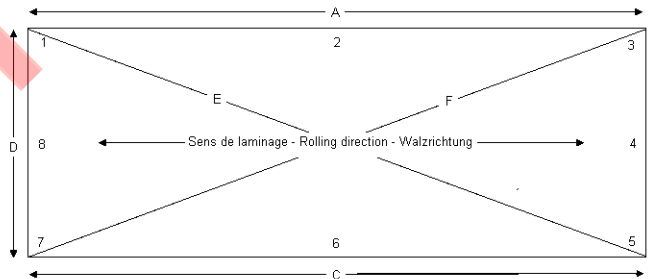 A
1 2 3
E F
D 8 Sens de laminage - Rolling direction - Walzrichtung 4
7 6 5
C